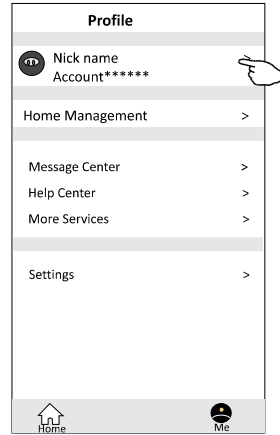 Profile
Nick name
Account******
Home Management >
Message Center >
Help Center >
More Services >
Settings >
Home Me